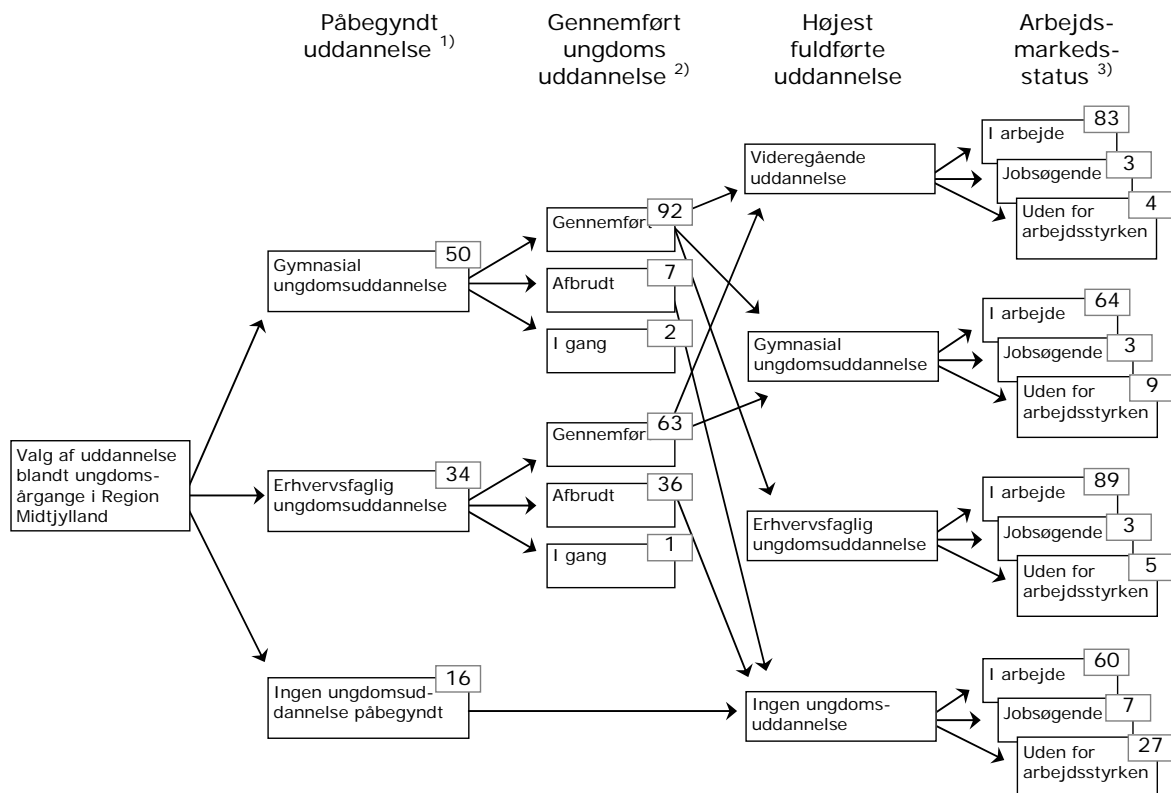 Påbegyndt
uddannelse 1)
Gennemført
ungdoms
uddannelse 2)
Højest
fuldførte
uddannelse
Arbejds-
markeds-
status 3)
Valg af uddannelse
blandt ungdoms-
årgange i Region
Midtjylland
50
Gymnasial
ungdomsuddannelse
34
Erhvervsfaglig
ungdomsuddannelse
16
Ingen ungdomsud-
dannelse påbegyndt
92
Gennemført
7
Afbrudt
2
I gang
63
Gennemført
36
Afbrudt
1
I gang
Videregående
uddannelse
Gymnasial
ungdomsuddannelse
Erhvervsfaglig
ungdomsuddannelse
Ingen ungdoms-
uddannelse
83
I arbejde
3
Jobsøgende
4
Uden for
arbejdsstyrken
64
I arbejde
3
Jobsøgende
9
Uden for
arbejdsstyrken
89
I arbejde
3
Jobsøgende
5
Uden for
arbejdsstyrken
60
I arbejde
7
Jobsøgende
27
Uden for
arbejdsstyrken